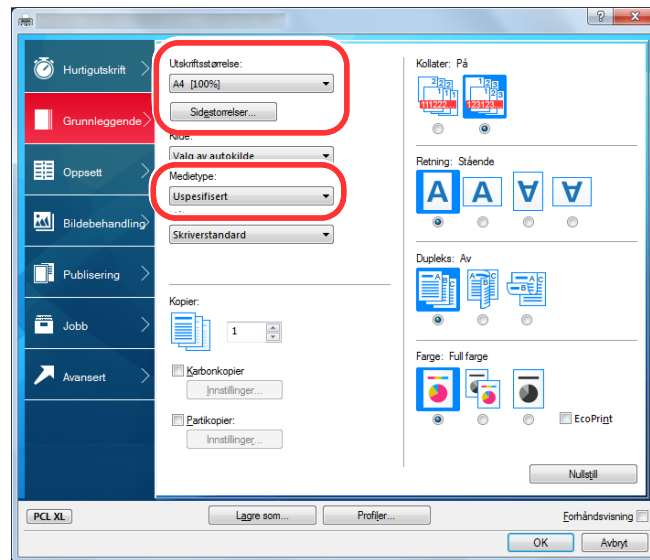 Hurtigutskrift
Grunnleggende
Oppsett
Bildebehandling
Publisering
Jobb
Avansert
Utskriftsstørrelse:
A4 [100%]
Sidestorrelser...
Kilde:
Valg av autokilde
Medietype:
Uspesifisert
Skriverstandard
Kopier:
1
Karbonkopier
Innstillinger...
Partikopier:
Innstillinger...
Kollater: På
Retning: Stående
A A A A
Dupleks: Av
Farge: Full farge
EcoPrint
Nullstill
PCL XL
Lagre som...
Profiler...
Forhåndsvisning
OK
Avbryt